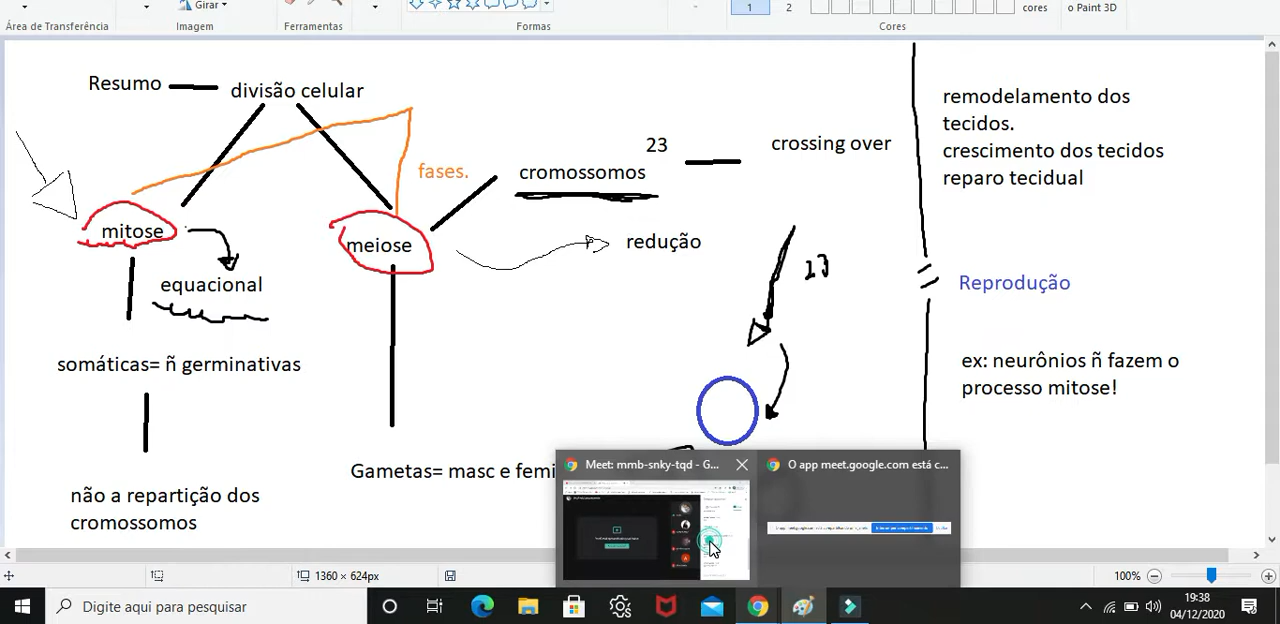 Girar
1
2
cores
o Paint 3D
Área de Transferência
Imagem
Ferramentas
Formas
Cores
Resumo
divisão celular
fases.
23
cromossomos
crossing over
mitose
meiose
redução
equacional
23
somáticas= ñ germinativas
não a repartição dos
cromossomos
Gametas= masc e femi
remodelamento dos
tecidos.
crescimento dos tecidos
reparo tecidual
Reprodução
ex: neurônios ñ fazem o
processo mitose!
Meet: mmb-snky-tqd - G...
O app meet.google.com está c...
1360 × 624px
100%
Digite aqui para pesquisar
19:38
04/12/2020